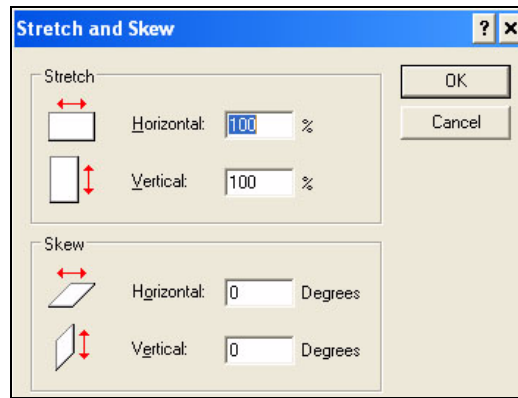 Stretch and Skew
? ×
Stretch
OK
Horizontal: 100 %
Cancel
Vertical: 100 %
Skew
Horizontal: 0 Degrees
Vertical: 0 Degrees